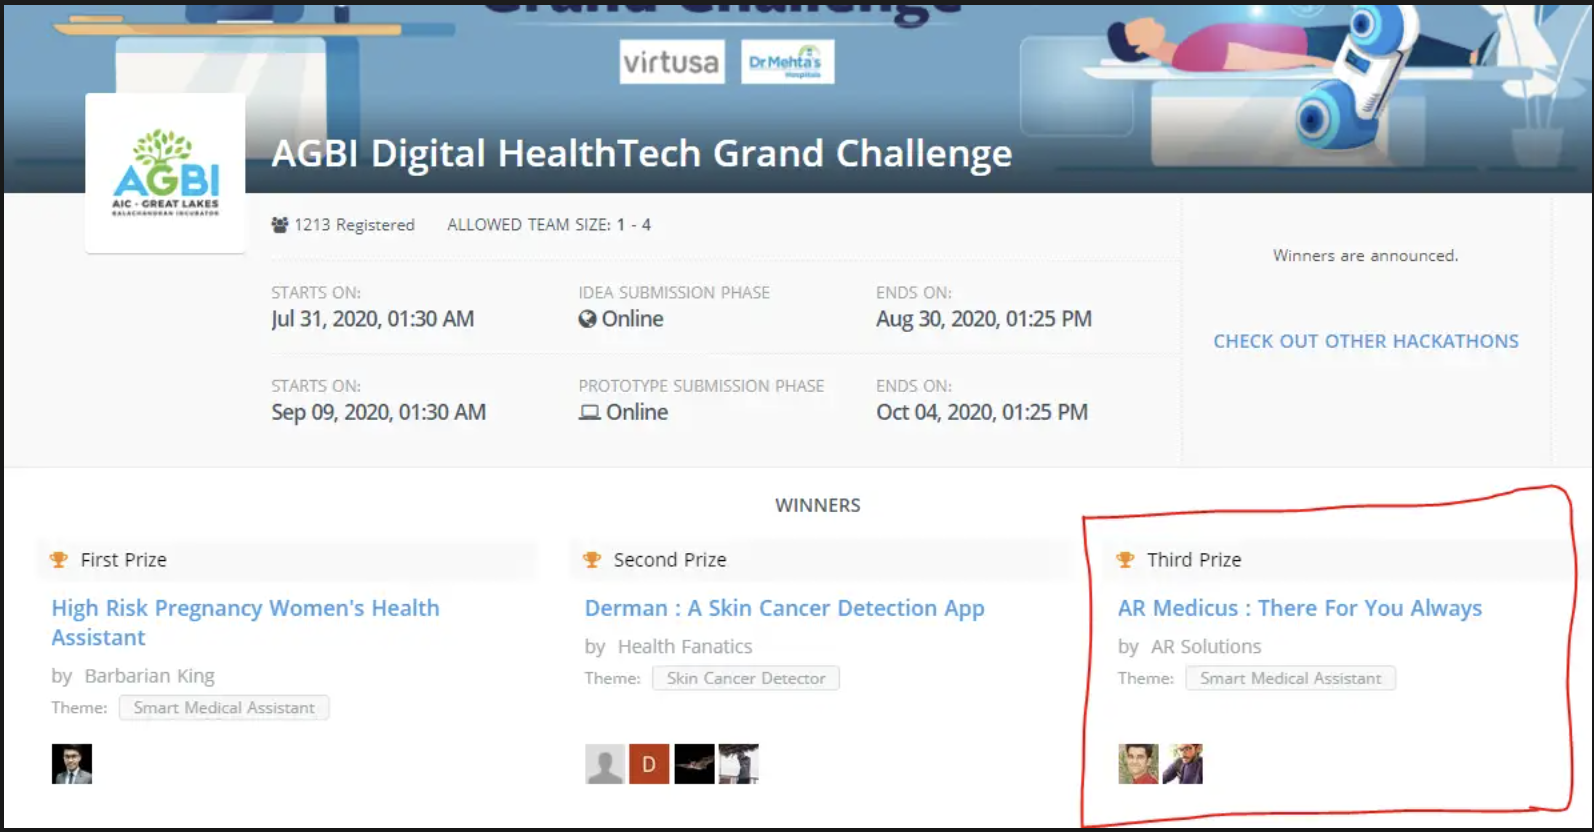 Grand Challenge
virtusa
Dr Mehta's
Hospitals
AGBI
AIC - GREAT LAKES
BALACHANDRAN INCUBATOR
AGBI Digital HealthTech Grand Challenge
1213 Registered ALLOWED TEAM SIZE: 1 - 4
Winners are announced.
CHECK OUT OTHER HACKATHONS
STARTS ON: IDEA SUBMISSION PHASE ENDS ON:
Jul 31, 2020, 01:30 AM Online Aug 30, 2020, 01:25 PM
STARTS ON: PROTOTYPE SUBMISSION PHASE ENDS ON:
Sep 09, 2020, 01:30 AM Online Oct 04, 2020, 01:25 PM
WINNERS
First Prize
High Risk Pregnancy Women's Health
Assistant
by Barbarian King
Theme: Smart Medical Assistant
Second Prize
Derman : A Skin Cancer Detection App
by Health Fanatics
Theme: Skin Cancer Detector
D
Third Prize
AR Medicus : There For You Always
by AR Solutions
Theme: Smart Medical Assistant